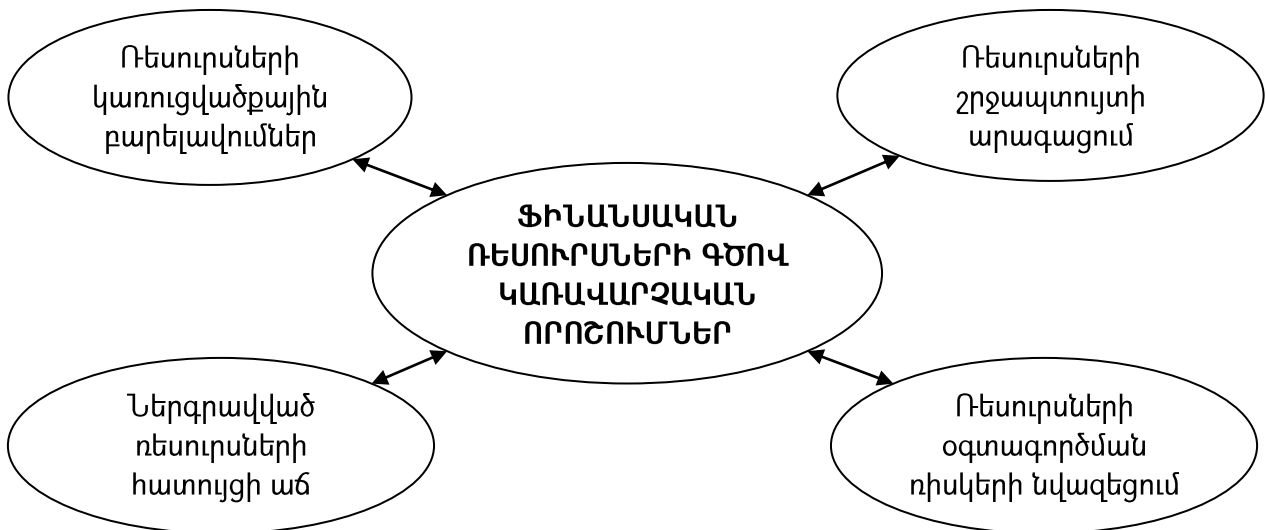 Ռեսուրսների
կառուցվածքային
բարելավումներ
Ռեսուրսների
շրջապտույտի
արագացում
ՖԻՆԱՆՍԱԿԱՆ
ՌԵՍՈՒՐՍՆԵՐԻ ԳԾՈՎ
ԿԱՌԱՎԱՐՉԱԿԱՆ
ՈՐՈՇՈՒՄՆԵՐ
Ներգրավված
ռեսուրսների
հատույցի աճ
Ռեսուրսների
օգտագործման
ռիսկերի նվազեցում